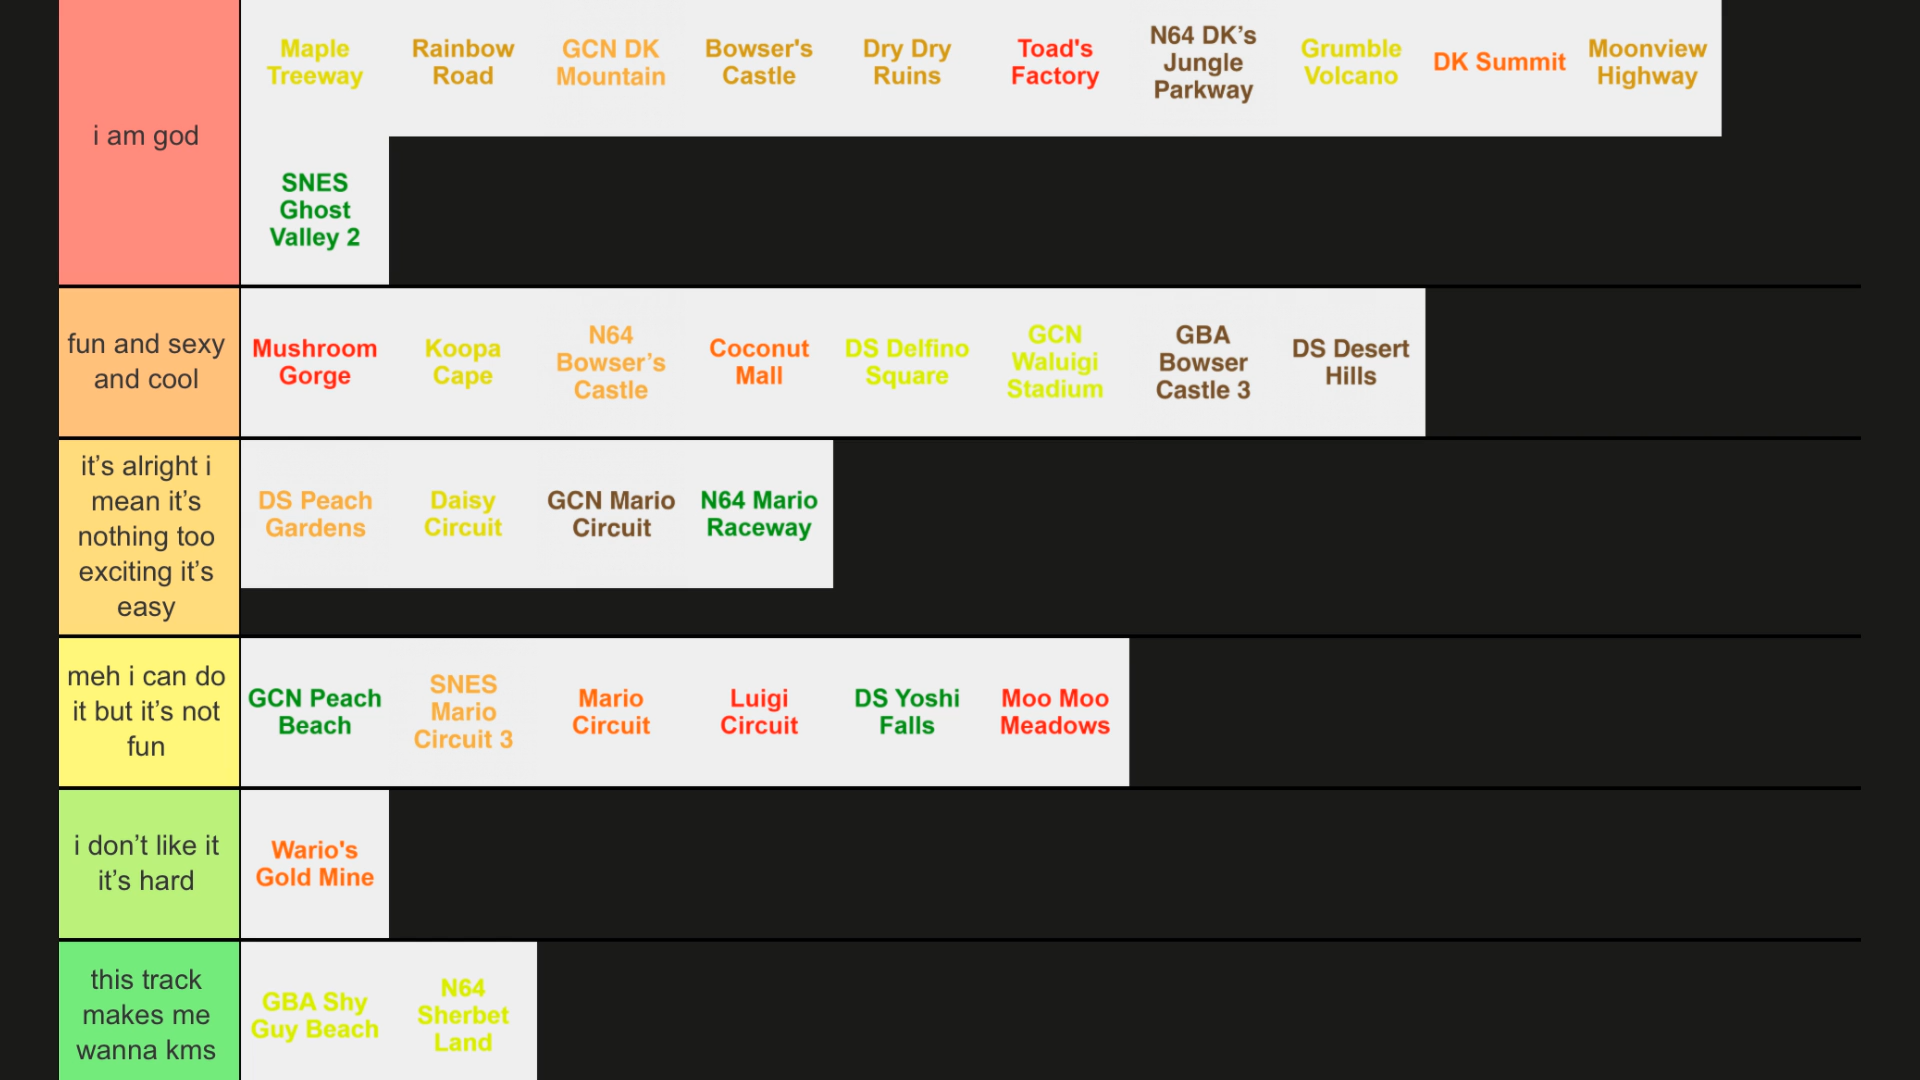 i am god
Maple
Treeway
Rainbow
Road
GCN DK
Mountain
Bowser's
Castle
Dry Dry
Ruins
Toad's
Factory
N64 DK’s
Jungle
Parkway
Grumble
Volcano
DK Summit
Moonview
Highway
SNES
Ghost
Valley 2
fun and sexy
and cool
Mushroom
Gorge
Koopa
Cape
N64
Bowser’s
Castle
Coconut
Mall
DS Delfino
Square
GCN
Waluigi
Stadium
GBA
Bowser
Castle 3
DS Desert
Hills
it’s alright i
mean it’s
nothing too
exciting it’s
easy
DS Peach
Gardens
Daisy
Circuit
GCN Mario
Circuit
N64 Mario
Raceway
meh i can do
it but it’s not
fun
GCN Peach
Beach
SNES
Mario
Circuit 3
Mario
Circuit
Luigi
Circuit
DS Yoshi
Falls
Moo Moo
Meadows
i don’t like it
it’s hard
Wario's
Gold Mine
this track
makes me
wanna kms
GBA Shy
Guy Beach
N64
Sherbet
Land